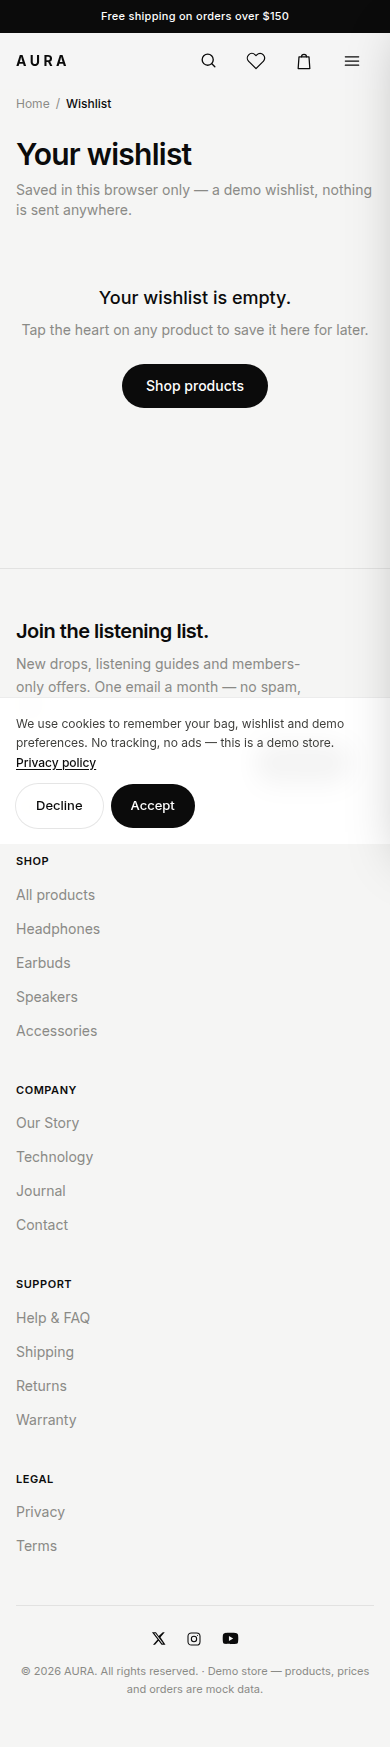 Free shipping on orders over $150
AURA
Home / Wishlist
Your wishlist
Saved in this browser only — a demo wishlist, nothing
is sent anywhere.
Your wishlist is empty.
Tap the heart on any product to save it here for later.
Shop products
Join the listening list.
New drops, listening guides and members-
only offers. One email a month — no spam,
We use cookies to remember your bag, wishlist and demo
preferences. No tracking, no ads — this is a demo store.
Privacy policy
Decline
Accept
SHOP
All products
Headphones
Earbuds
Speakers
Accessories
COMPANY
Our Story
Technology
Journal
Contact
SUPPORT
Help & FAQ
Shipping
Returns
Warranty
LEGAL
Privacy
Terms
© 2026 AURA. All rights reserved. · Demo store — products, prices
and orders are mock data.